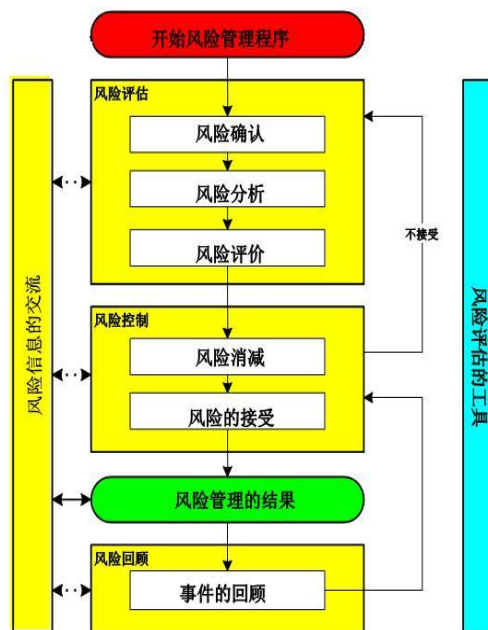 开始风险管理程序
风险评估
风险确认
风险分析
风险评价
不接受
风险控制
风险消减
风险的接受
风险管理的结果
风险回顾
事件的回顾
风险信息的交流
风险评估的工具